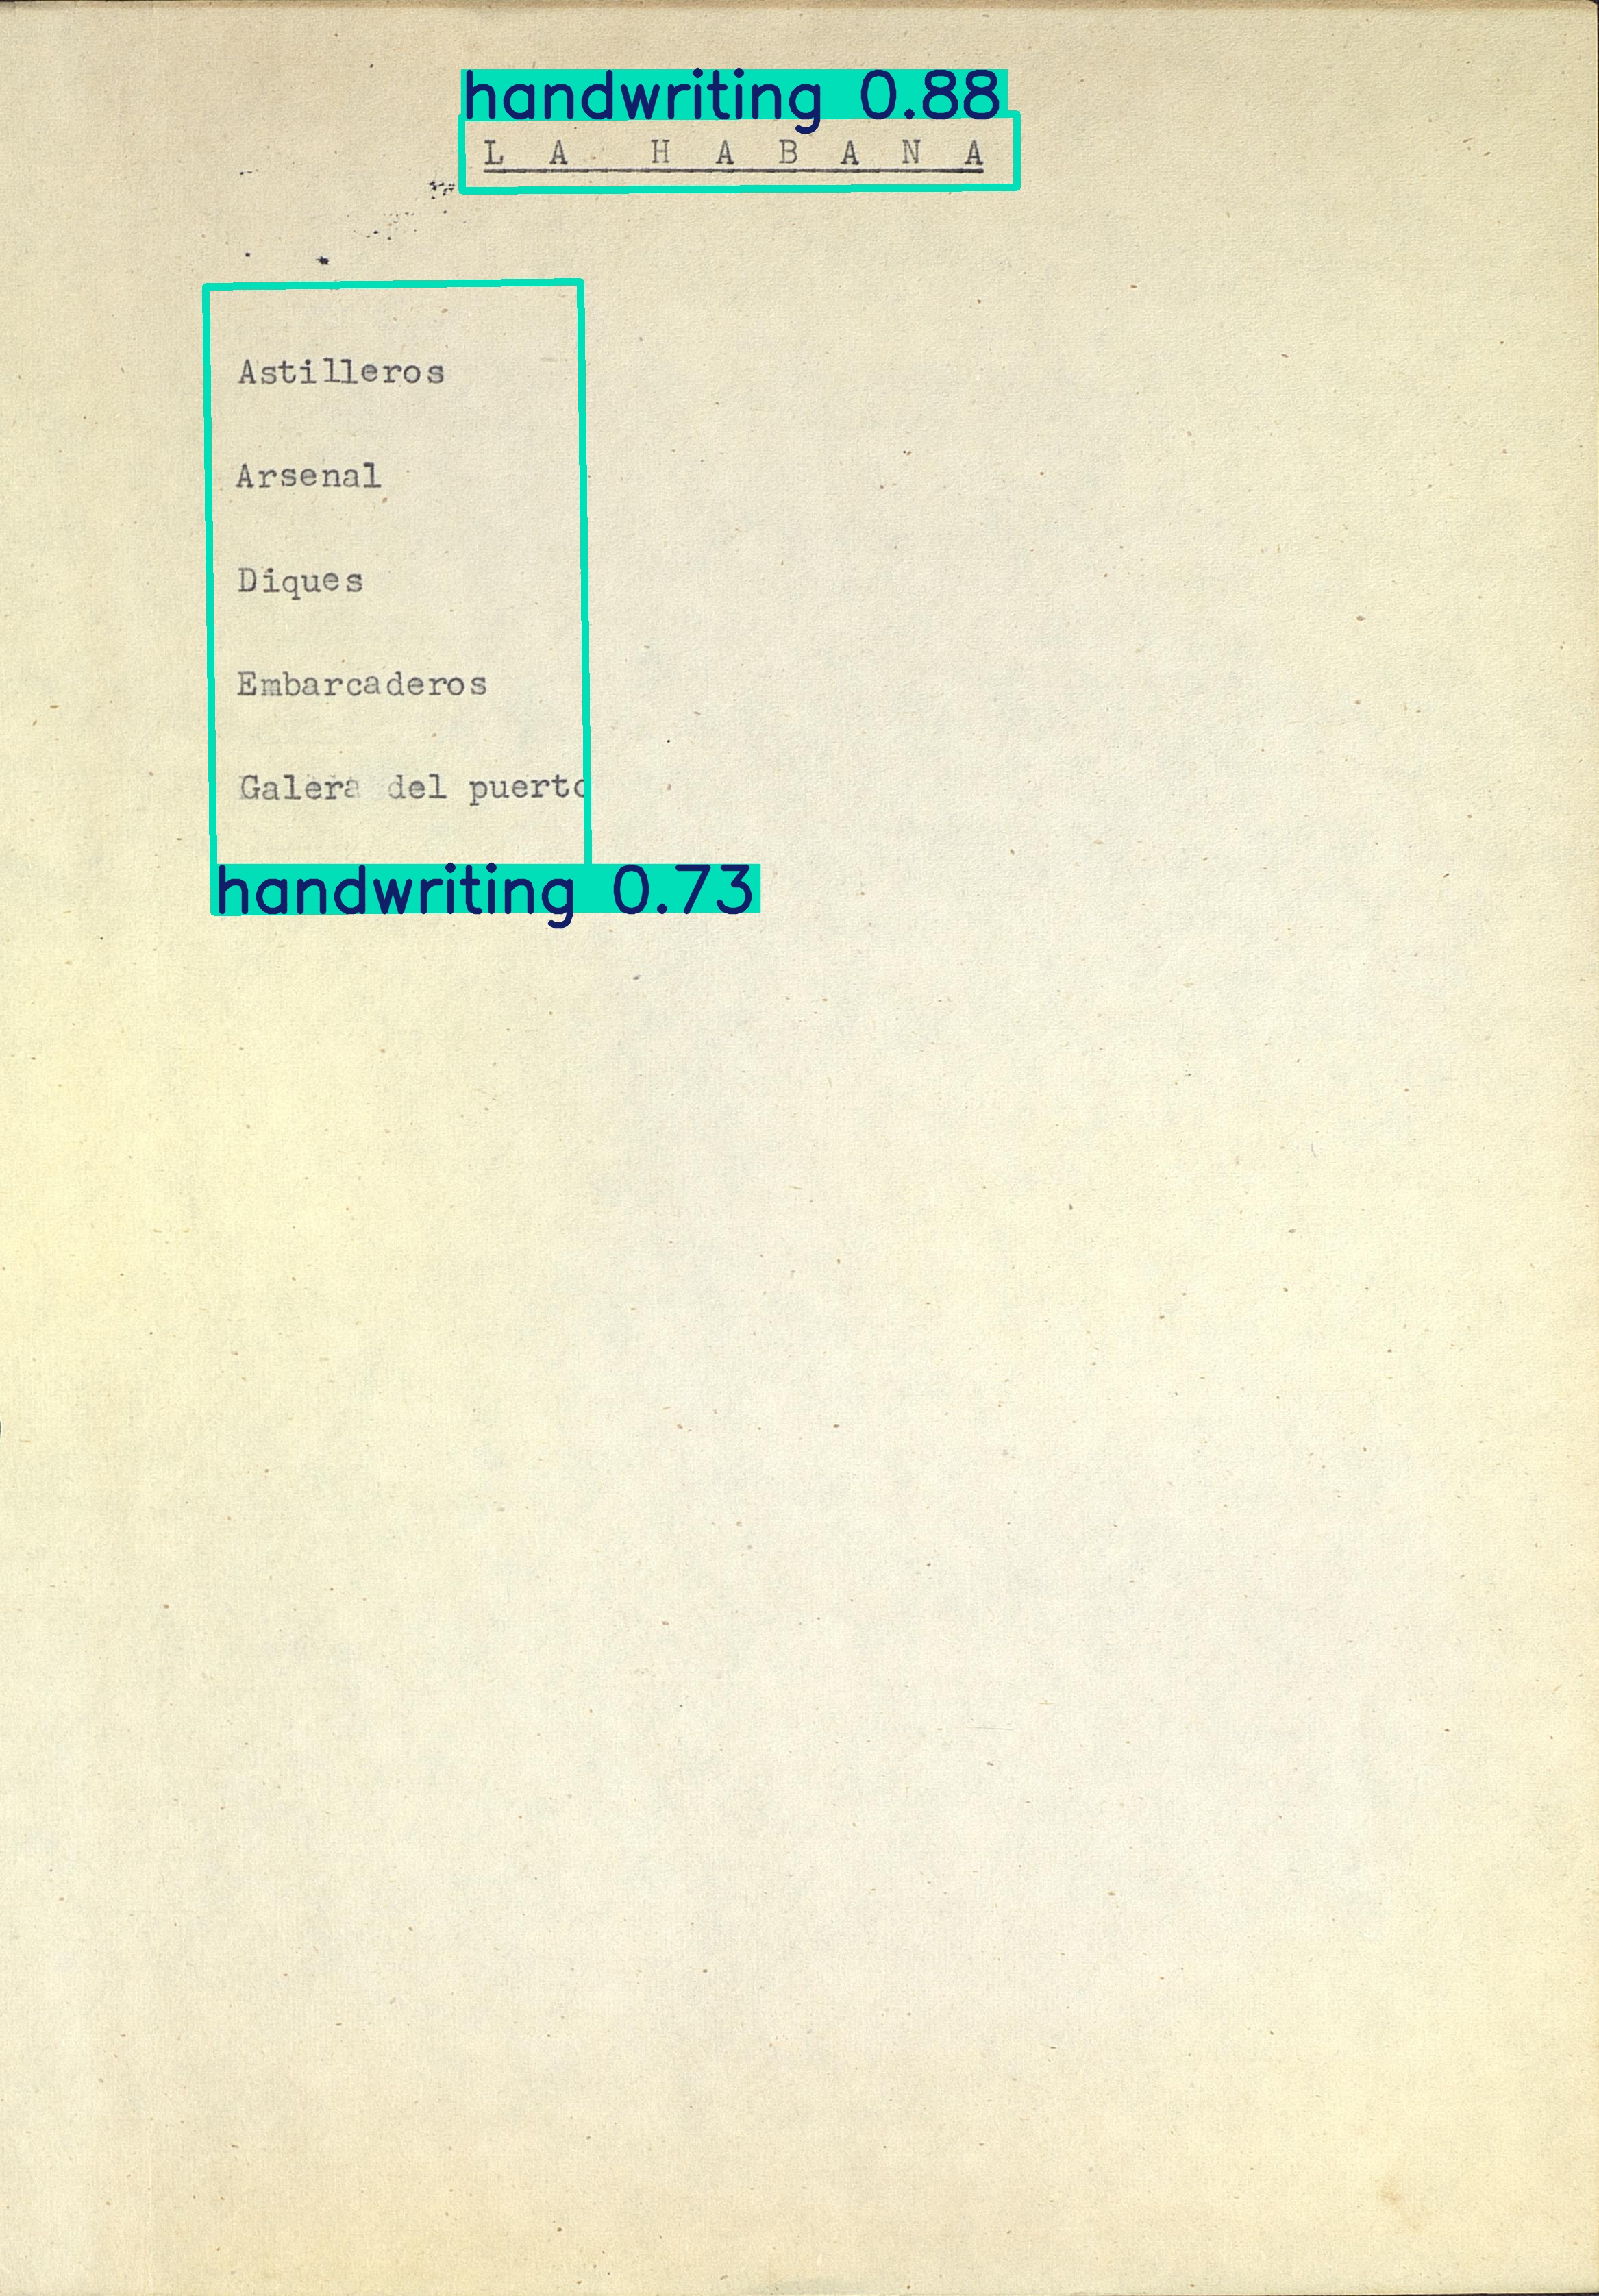 handwriting 0.88
L A H A B A N A
Astilleros
Arsenal
Diques
Embarcaderos
Galera del puerto
handwriting 0.73